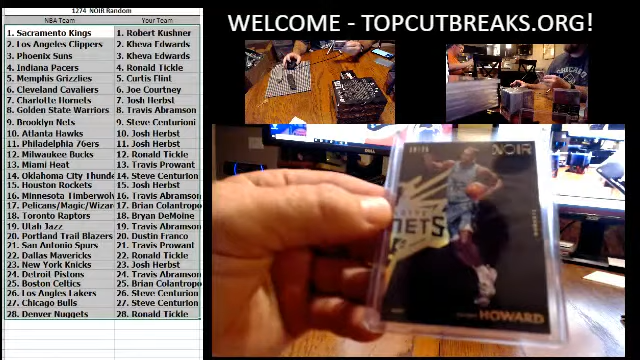 1274 NOIR Random
NBA Team Your Team
1. Sacramento Kings 1. Robert Kushner
2. Los Angeles Clippers 2. Kheva Edwards
3. Phoenix Suns 3. Kheva Edwards
4. Indiana Pacers 4. Ronald Tickle
5. Memphis Grizzlies 5. Curtis Flint
6. Cleveland Cavaliers 6. Joe Courtney
7. Charlotte Hornets 7. Josh Herbst
8. Golden State Warriors 8. Travis Abramson
9. Brooklyn Nets 9. Steve Centurioni
10. Atlanta Hawks 10. Josh Herbst
11. Philadelphia 76ers 11. Josh Herbst
12. Milwaukee Bucks 12. Ronald Tickle
13. Miami Heat 13. Travis Prowant
14. Oklahoma City Thunde 14. Steve Centurion
15. Houston Rockets 15. Josh Herbst
16. Minnesota Timberwolv 16. Travis Abramson
17. Pelicans/Magic/Wizar 17. Brian Colantropo
18. Toronto Raptors 18. Bryan DeMoine
19. Utah Jazz 19. Travis Abramson
20. Portland Trail Blazers 20. Dustin Franco
21. San Antonio Spurs 21. Travis Prowant
22. Dallas Mavericks 22. Ronald Tickle
23. New York Knicks 23. Josh Herbst
24. Detroit Pistons 24. Travis Abramson
25. Boston Celtics 25. Brian Colantropo
26. Los Angeles Lakers 26. Steve Centurion
27. Chicago Bulls 27. Steve Centurion
28. Denver Nuggets 28. Ronald Tickle
WELCOME - TOPCUTBREAKS.ORG!
NOIR
NETS
HOWARD